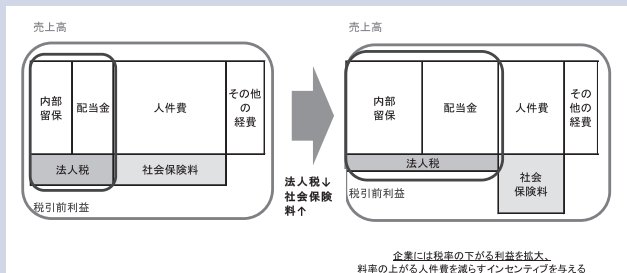 売上高
内部
留保
配当金
人件費
その他
の
経費
法人税
社会保険料
税引前利益
法人税↓
社会保険
料↑
売上高
内部
留保
配当金
人件費
その
他の
経費
法人税
社会
保険料
税引前利益
企業には税率の下がる利益を拡大、
料率の上がる人件費を減らすインセンティブを与える